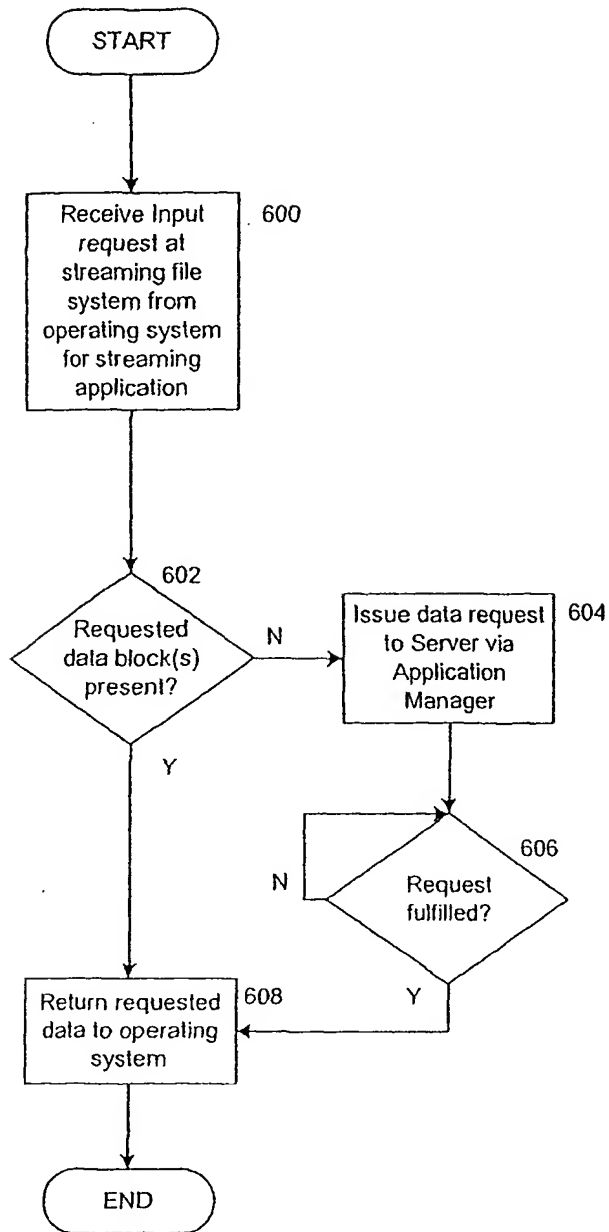 START
Receive Input
request at
streaming file
system from
operating system
for streaming
application
600
602
Requested
data block(s)
present?
N
Y
Issue data request
to Server via
Application
Manager
604
606
Request
fulfilled?
N
Y
Return requested
data to operating
system
608
END